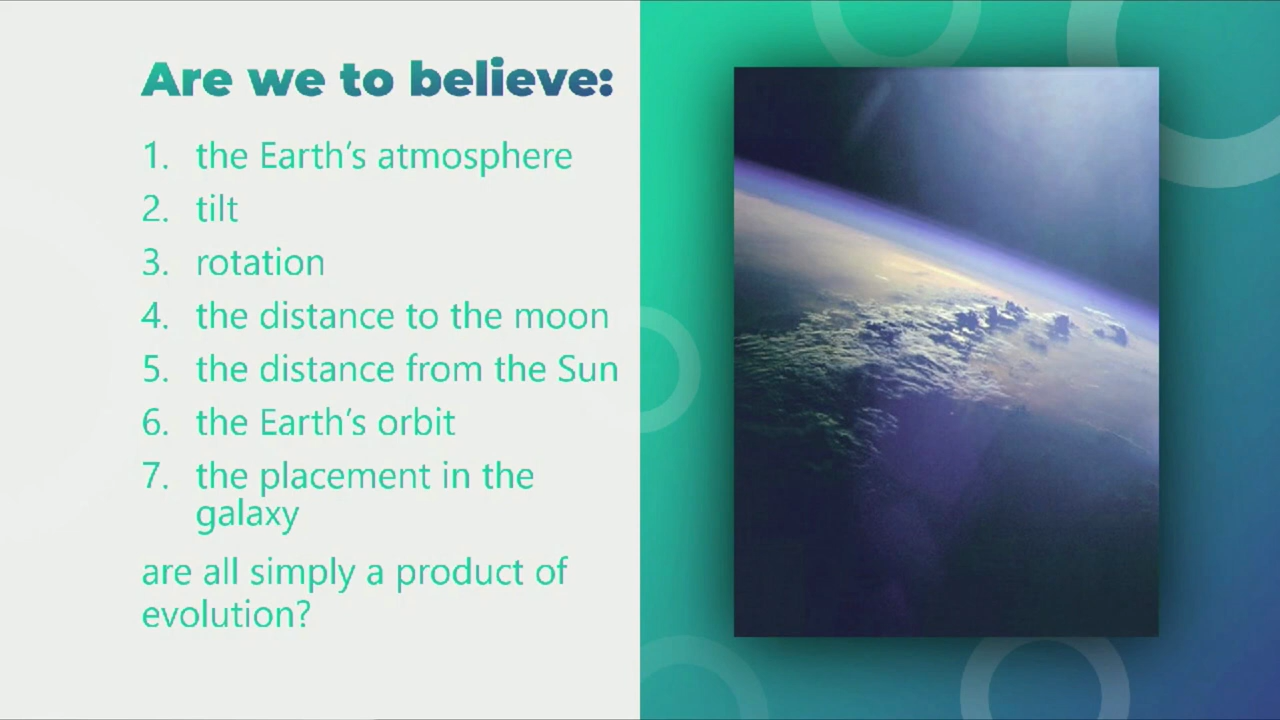 Are we to believe:
1. the Earth’s atmosphere
2. tilt
3. rotation
4. the distance to the moon
5. the distance from the Sun
6. the Earth’s orbit
7. the placement in the
galaxy
are all simply a product of
evolution?